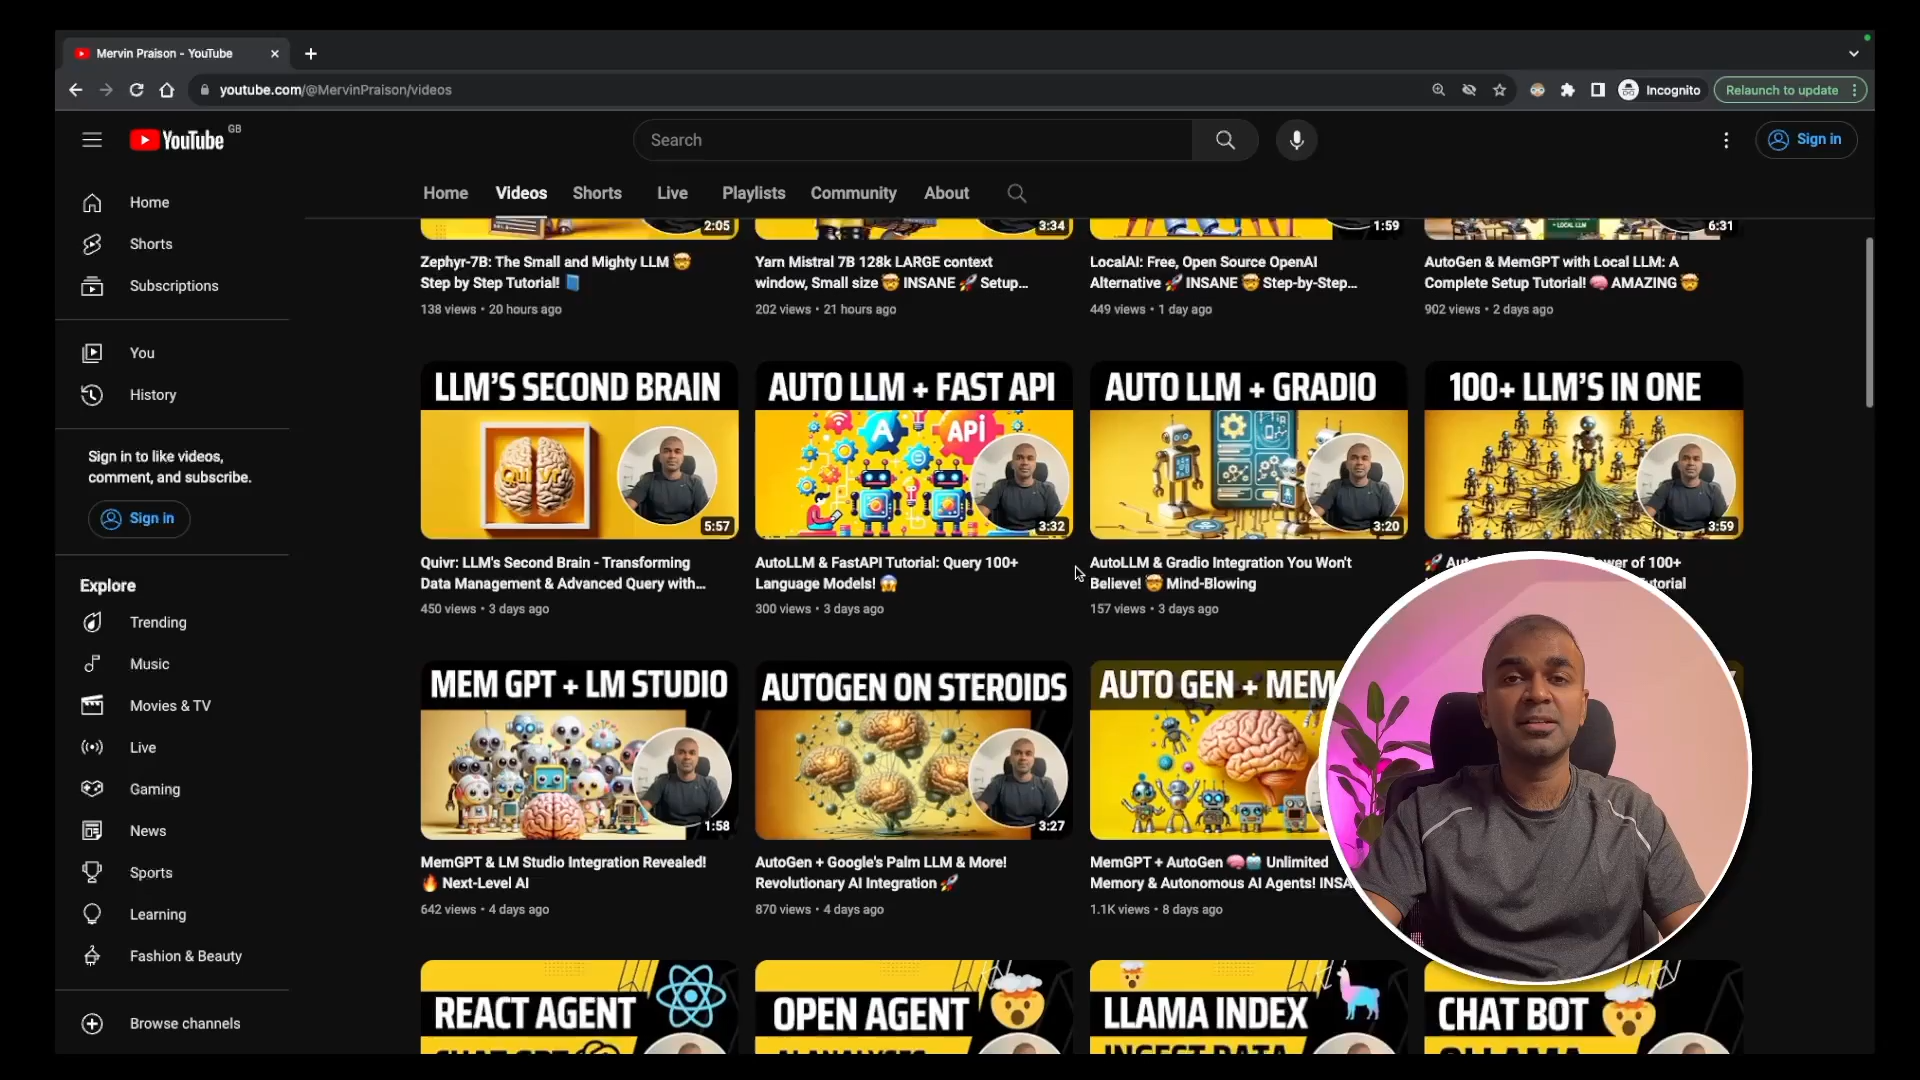 Mervin Praison - YouTube
youtube.com/@MervinPraison/videos
Incognito
Relaunch to update
YouTube GB
Search
Sign in
Home
Videos
Shorts
Live
Playlists
Community
About
Home
Shorts
Subscriptions
You
History
Sign in to like videos,
comment, and subscribe.
Sign in
Explore
Trending
Music
Movies & TV
Live
Gaming
News
Sports
Learning
Fashion & Beauty
Browse channels
2:05
Zephyr-7B: The Small and Mighty LLM 🤯
Step by Step Tutorial! 📘
138 views • 20 hours ago
3:34
Yarn Mistral 7B 128k LARGE context
window, Small size 🤯 INSANE 🚀 Setup...
202 views • 21 hours ago
1:59
LocalAI: Free, Open Source OpenAI
Alternative 🚀 INSANE 🤯 Step-by-Step...
449 views • 1 day ago
+ LOCAL LLM
6:31
AutoGen & MemGPT with Local LLM: A
Complete Setup Tutorial! 🧠 AMAZING 🤯
902 views • 2 days ago
LLM'S SECOND BRAIN
Quivr
5:57
Quivr: LLM's Second Brain - Transforming
Data Management & Advanced Query with...
450 views • 3 days ago
AUTO LLM + FAST API
A
API
3:32
AutoLLM & FastAPI Tutorial: Query 100+
Language Models! 😱
300 views • 3 days ago
AUTO LLM + GRADIO
3:20
AutoLLM & Gradio Integration You Won't
Believe! 🤯 Mind-Blowing
157 views • 3 days ago
100+ LLM'S IN ONE
3:59
of 100+
MEM GPT + LM STUDIO
1:58
MemGPT & LM Studio Integration Revealed!
🔥 Next-Level AI
642 views • 4 days ago
AUTOGEN ON STEROIDS
3:27
AutoGen + Google's Palm LLM & More!
Revolutionary AI Integration 🚀
870 views • 4 days ago
AUTO GEN + MEM
MemGPT + AutoGen 🧠🤖 Unlimited
Memory & Autonomous AI Agents! INSA
1.1K views • 8 days ago
REACT AGENT
OPEN AGENT
LLAMA INDEX
INGEST DATA
CHAT BOT